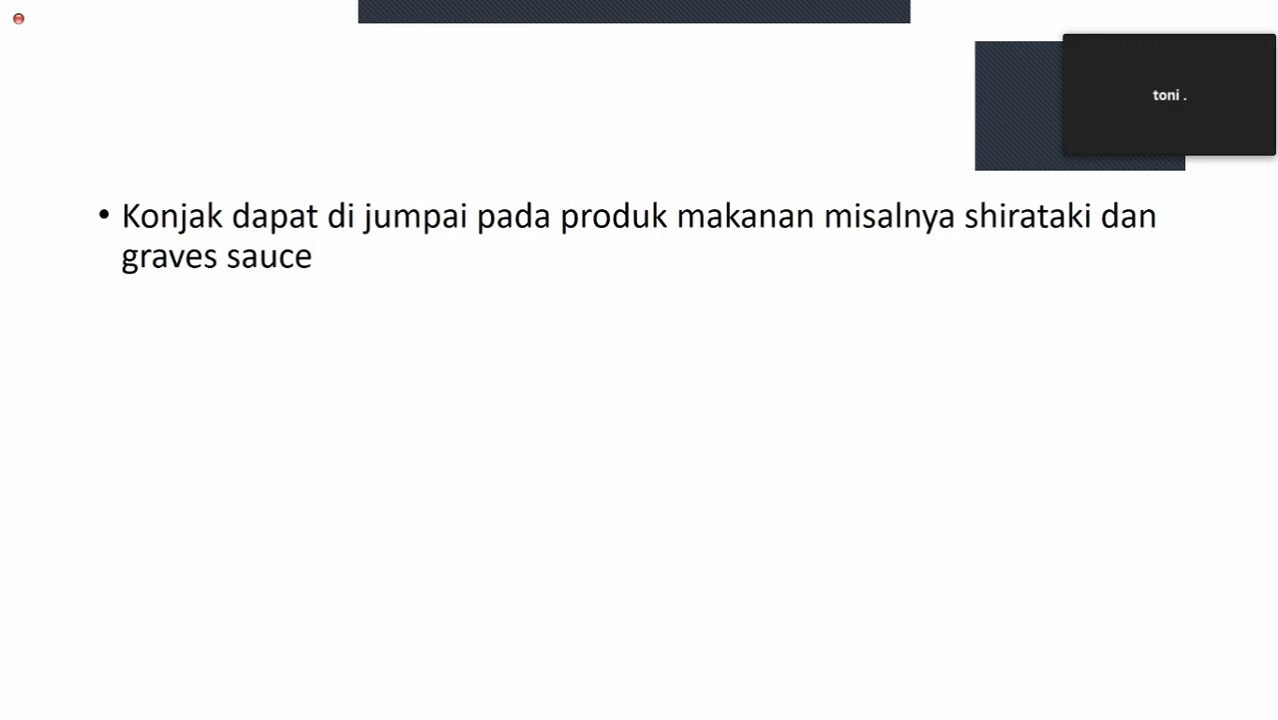 toni .
• Konjak dapat di jumpai pada produk makanan misalnya shirataki dan
graves sauce